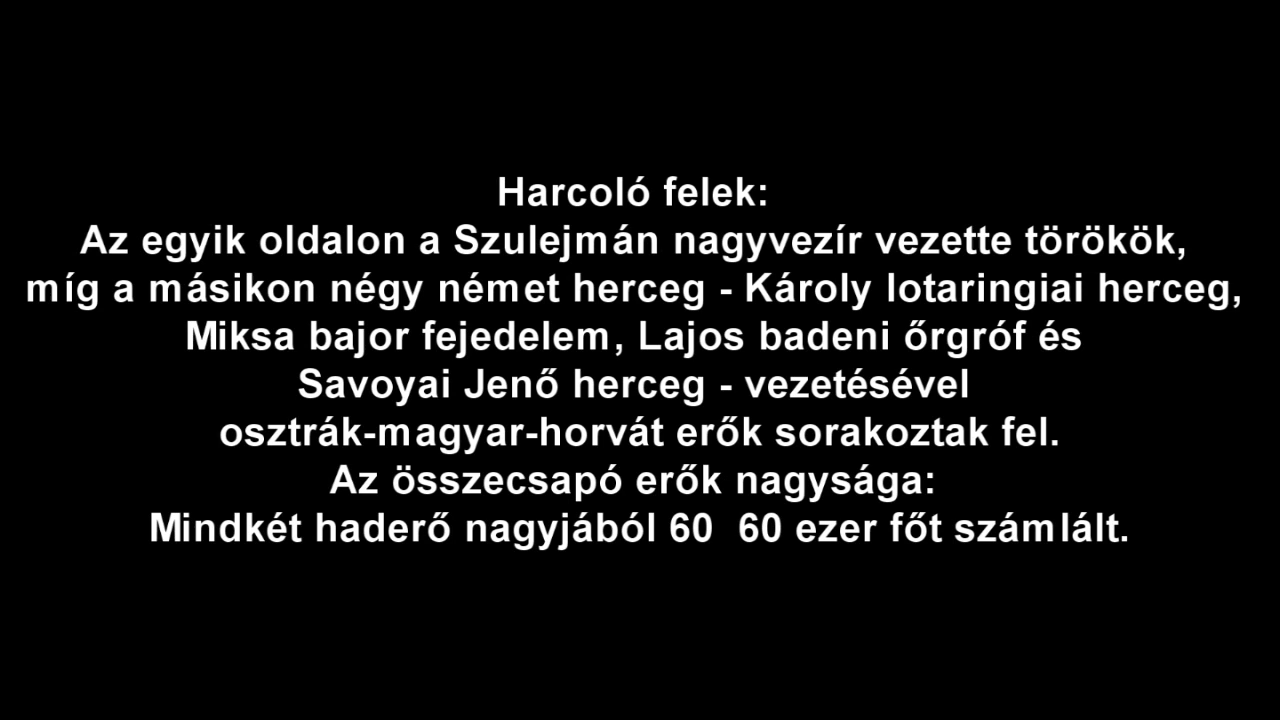 Harcoló felek:
Az egyik oldalon a Szulejmán nagyvezír vezette törökök,
míg a másikon négy német herceg - Károly lotaringiai herceg,
Miksa bajor fejedelem, Lajos badeni őrgróf és
Savoyai Jenő herceg - vezetésével
osztrák-magyar-horvát erők sorakoztak fel.
Az összecsapó erők nagysága:
Mindkét haderő nagyjából 60  60 ezer főt számlált.